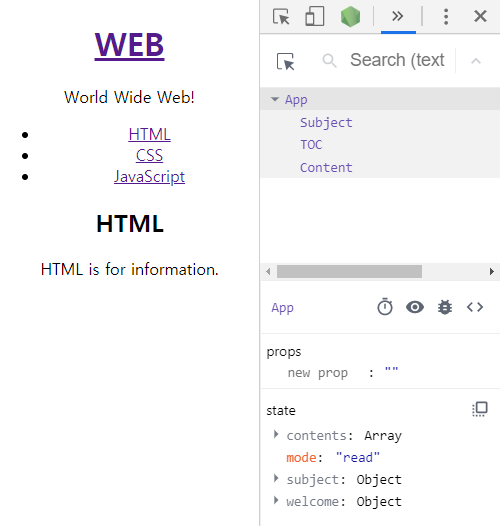 WEB
World Wide Web!
HTML
CSS
JavaScript
HTML
HTML is for information.
Search (text
App
Subject
TOC
Content
App
props
new prop : ""
state
contents: Array
mode: "read"
subject: Object
welcome: Object